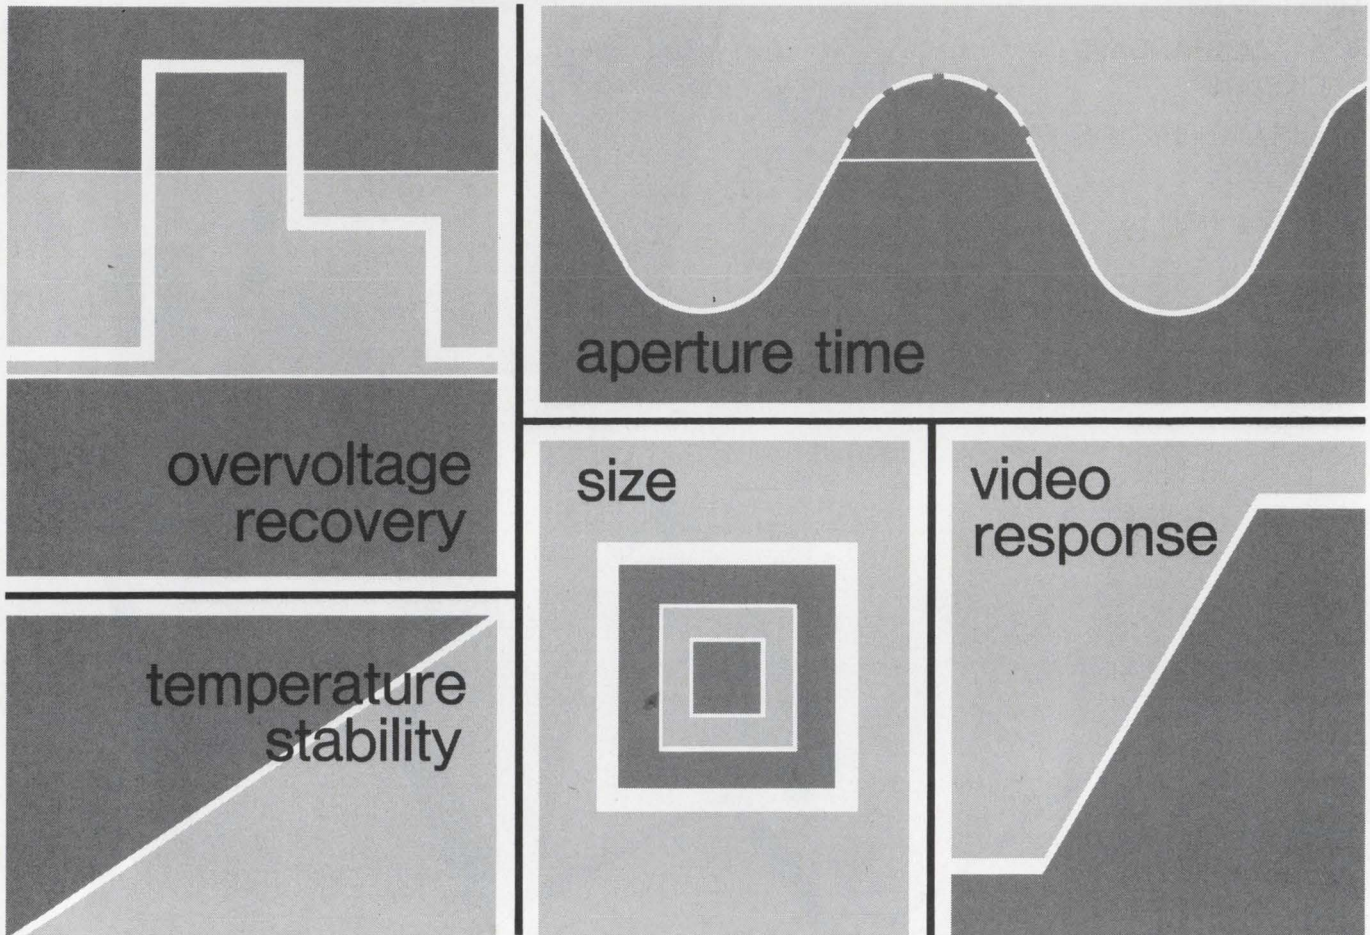 overvoltage
recovery
aperture time
temperature
stability
size
video
response